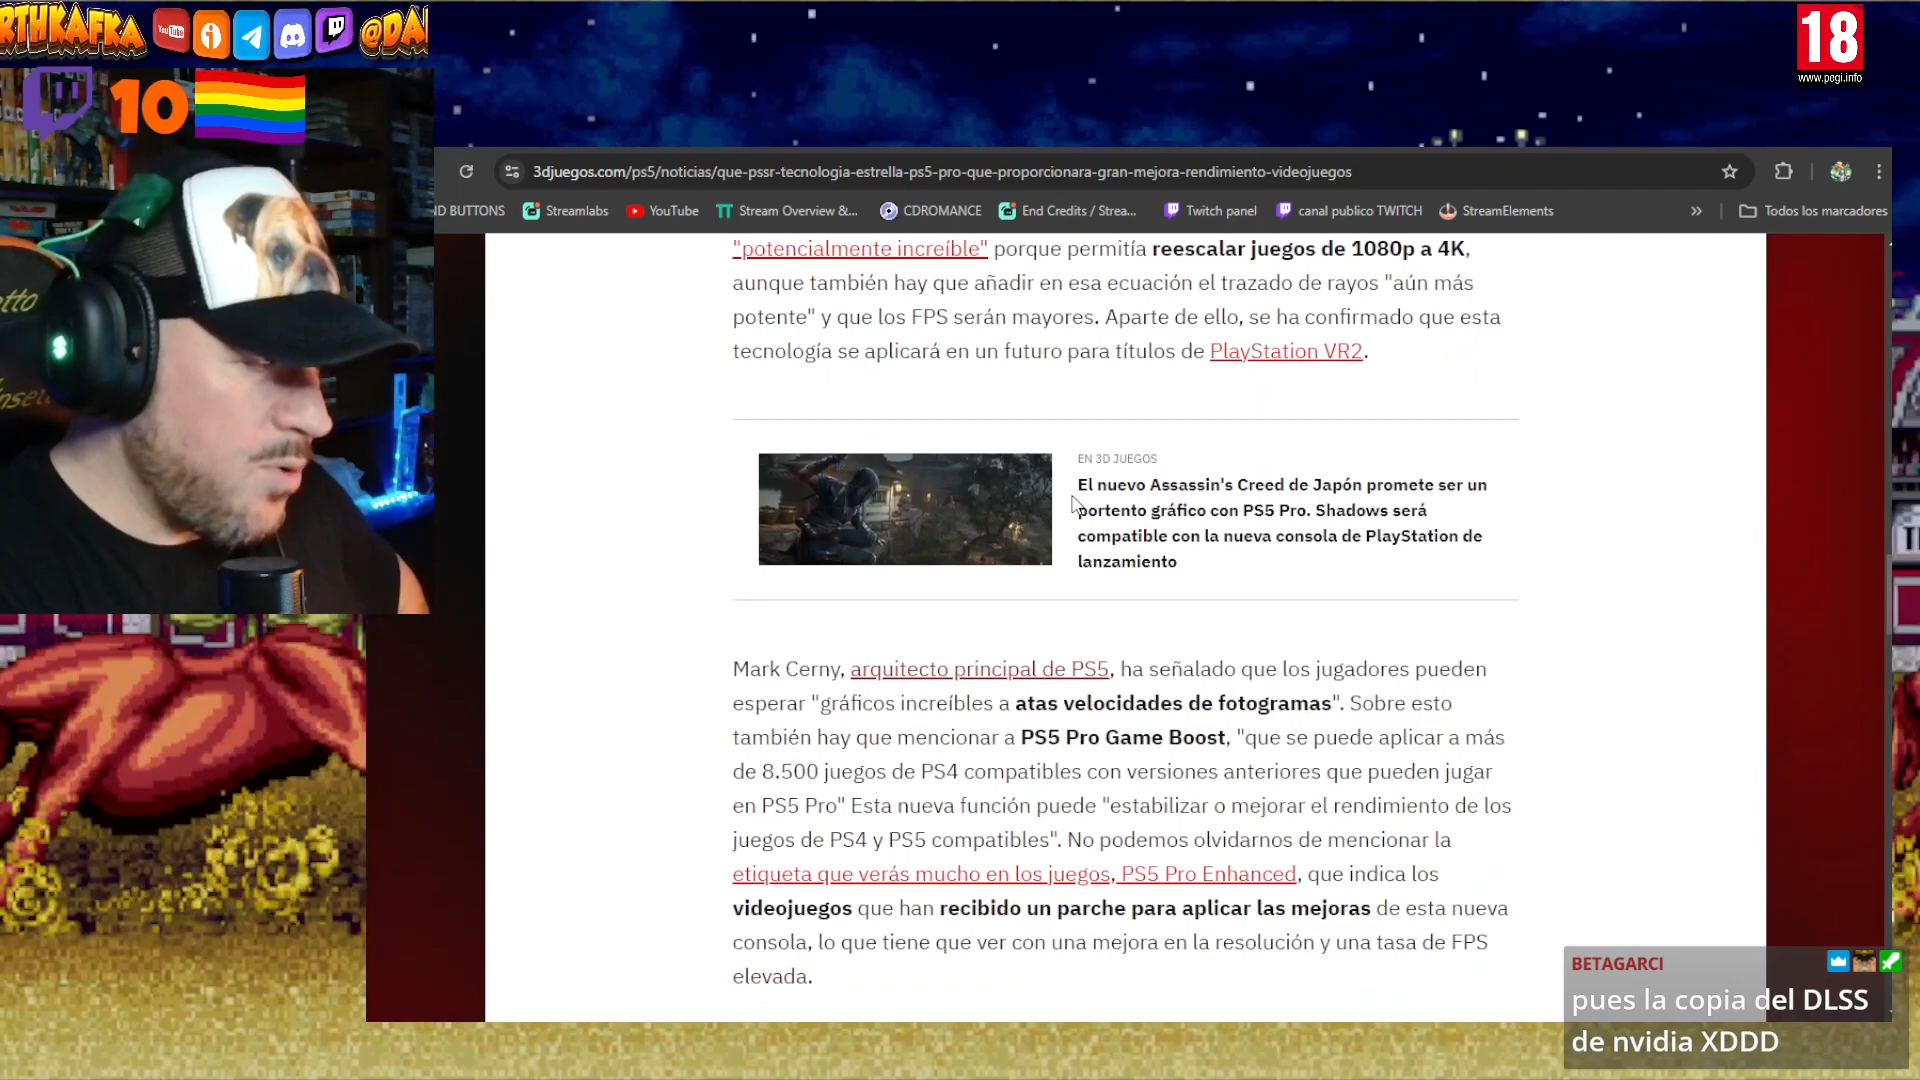 RTHKAFKA
YouTube
@DA
10
18
www.pegi.info
3djuegos.com/ps5/noticias/que-pssr-tecnologia-estrella-ps5-pro-que-proporcionara-gran-mejora-rendimiento-videojuegos
ND BUTTONS
Streamlabs
YouTube
Stream Overview &...
CDROMANCE
End Credits / Strea...
Twitch panel
canal publico TWITCH
StreamElements
»
Todos los marcadores
"potencialmente increíble" porque permitía reescalar juegos de 1080p a 4K,
aunque también hay que añadir en esa ecuación el trazado de rayos "aún más
potente" y que los FPS serán mayores. Aparte de ello, se ha confirmado que esta
tecnología se aplicará en un futuro para títulos de PlayStation VR2.
EN 3D JUEGOS
El nuevo Assassin's Creed de Japón promete ser un
portento gráfico con PS5 Pro. Shadows será
compatible con la nueva consola de PlayStation de
lanzamiento
Mark Cerny, arquitecto principal de PS5, ha señalado que los jugadores pueden
esperar "gráficos increíbles a atas velocidades de fotogramas". Sobre esto
también hay que mencionar a PS5 Pro Game Boost, "que se puede aplicar a más
de 8.500 juegos de PS4 compatibles con versiones anteriores que pueden jugar
en PS5 Pro" Esta nueva función puede "estabilizar o mejorar el rendimiento de los
juegos de PS4 y PS5 compatibles". No podemos olvidarnos de mencionar la
etiqueta que verás mucho en los juegos, PS5 Pro Enhanced, que indica los
videojuegos que han recibido un parche para aplicar las mejoras de esta nueva
consola, lo que tiene que ver con una mejora en la resolución y una tasa de FPS
elevada.
BETAGARCI
pues la copia del DLSS
de nvidia XDDD